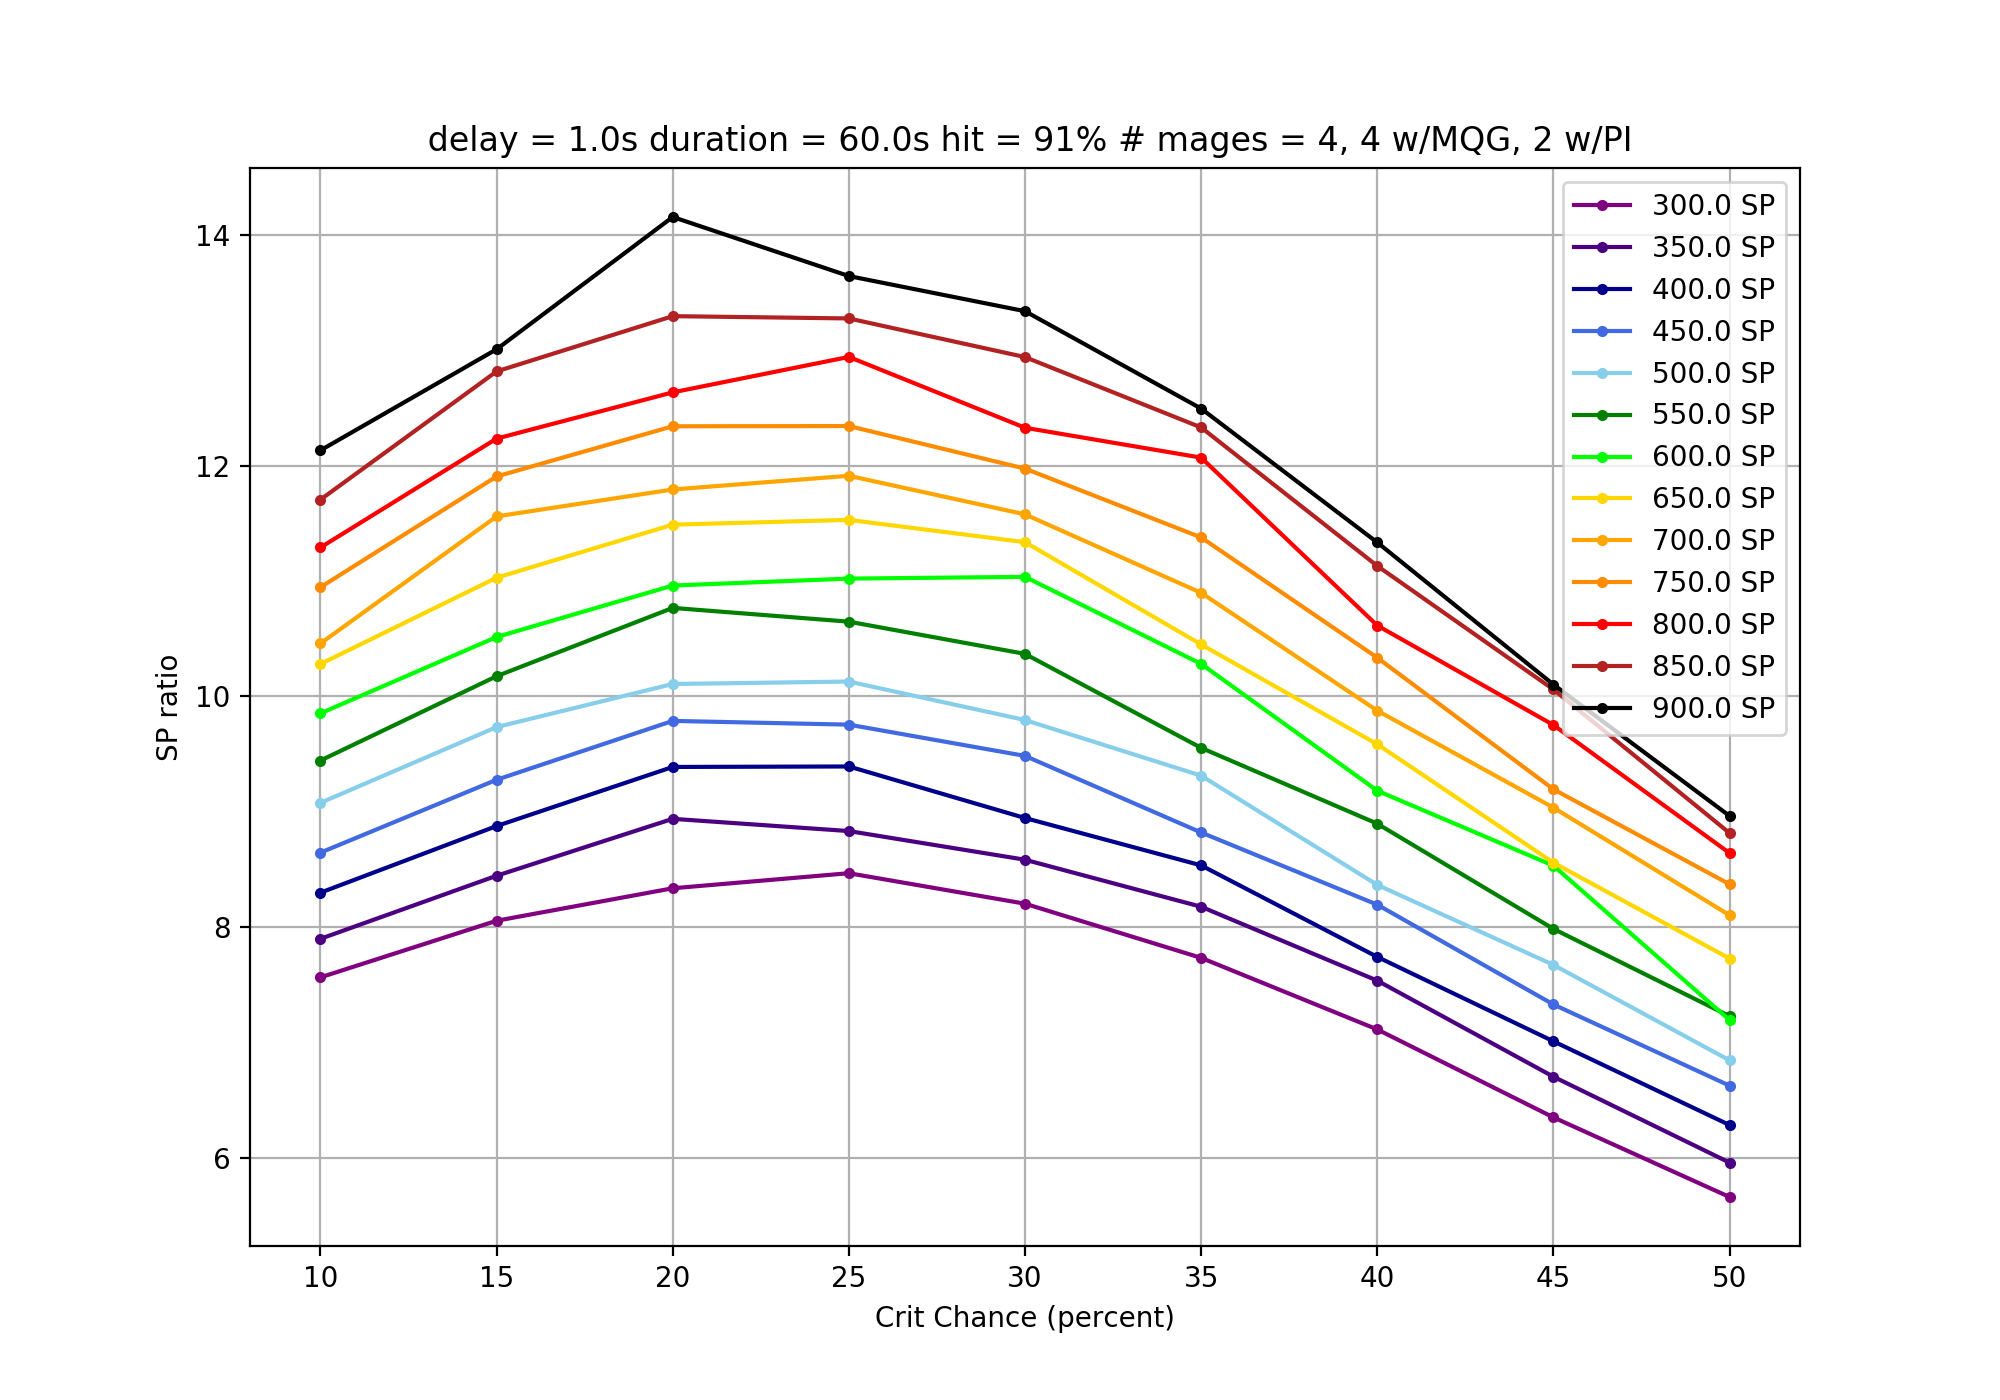 delay = 1.0s duration = 60.0s hit = 91% # mages = 4, 4 w/MQG, 2 w/PI
300.0 SP
350.0 SP
400.0 SP
450.0 SP
500.0 SP
550.0 SP
600.0 SP
650.0 SP
700.0 SP
750.0 SP
800.0 SP
850.0 SP
900.0 SP
SP ratio
14
12
10
8
6
10 15 20 25 30 35 40 45 50
Crit Chance (percent)